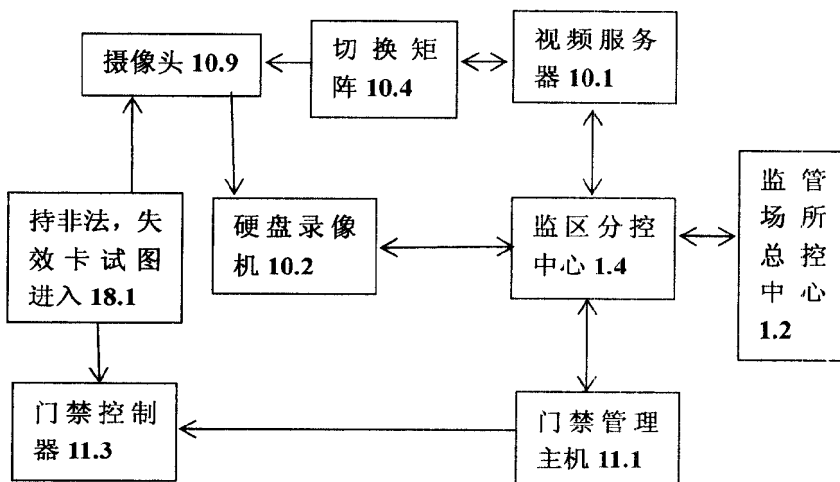 摄像头 10.9
切换矩
阵 10.4
视频服务
器 10.1
持非法，失
效卡试图
进入 18.1
硬盘录像
机 10.2
监区分控
中心 1.4
监管
场所
总控
中心
1.2
门禁控制
器 11.3
门禁管理
主机 11.1